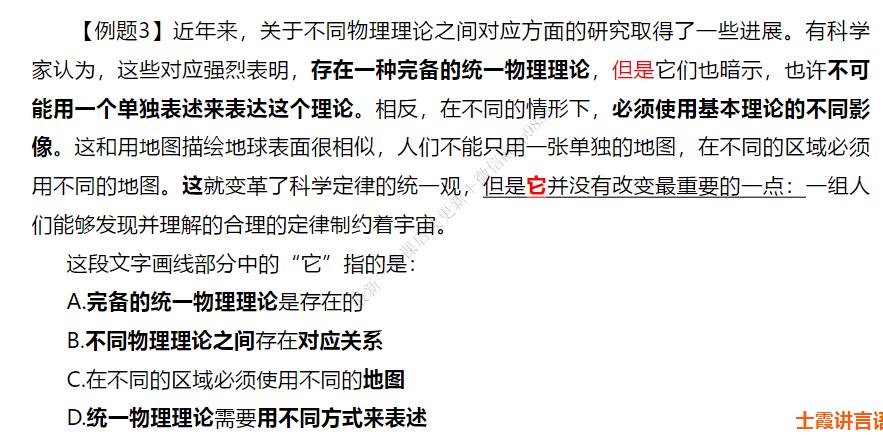 【例题3】近年来，关于不同物理理论之间对应方面的研究取得了一些进展。有科学
家认为，这些对应强烈表明，存在一种完备的统一物理理论，但是它们也暗示，也许不可
能用一个单独表述来表达这个理论。相反，在不同的情形下，必须使用基本理论的不同影
像。这和用地图描绘地球表面很相似，人们不能只用一张单独的地图，在不同的区域必须
用不同的地图。这就变革了科学定律的统一观，但是它并没有改变最重要的一点：一组人
们能够发现并理解的合理的定律制约着宇宙。
这段文字画线部分中的“它”指的是：
A.完备的统一物理理论是存在的
B.不同物理理论之间存在对应关系
C.在不同的区域必须使用不同的地图
D.统一物理理论需要用不同方式来表述
士霞讲言语